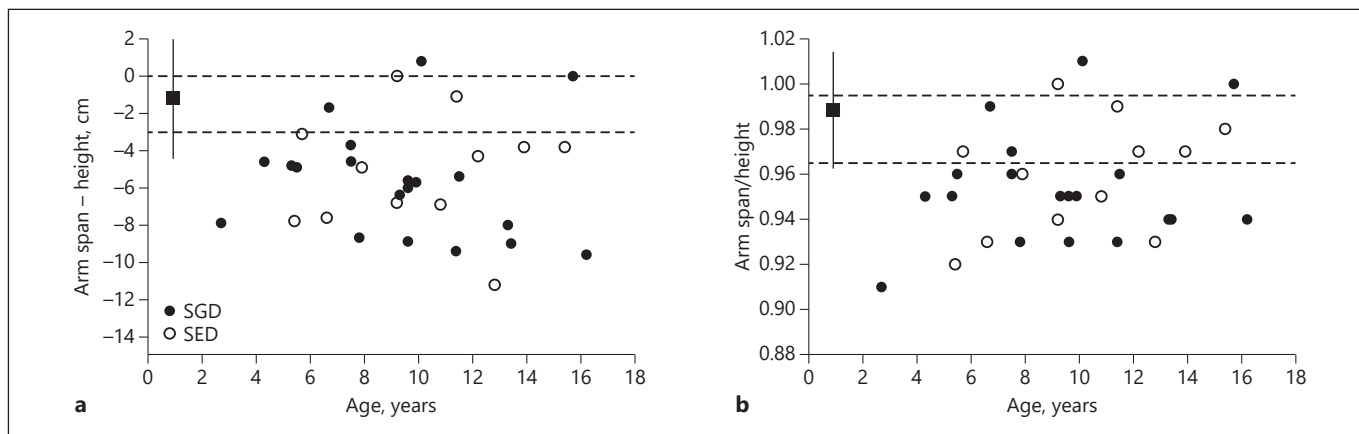 2
0
–2
–4
–6
–8
–10
–12
–14
Arm span – height, cm
SGD
SED
0 2 4 6 8 10 12 14 16 18
Age, years
a
1.02
1.00
0.98
0.96
0.94
0.92
0.90
0.88
Arm span/height
0 2 4 6 8 10 12 14 16 18
Age, years
b